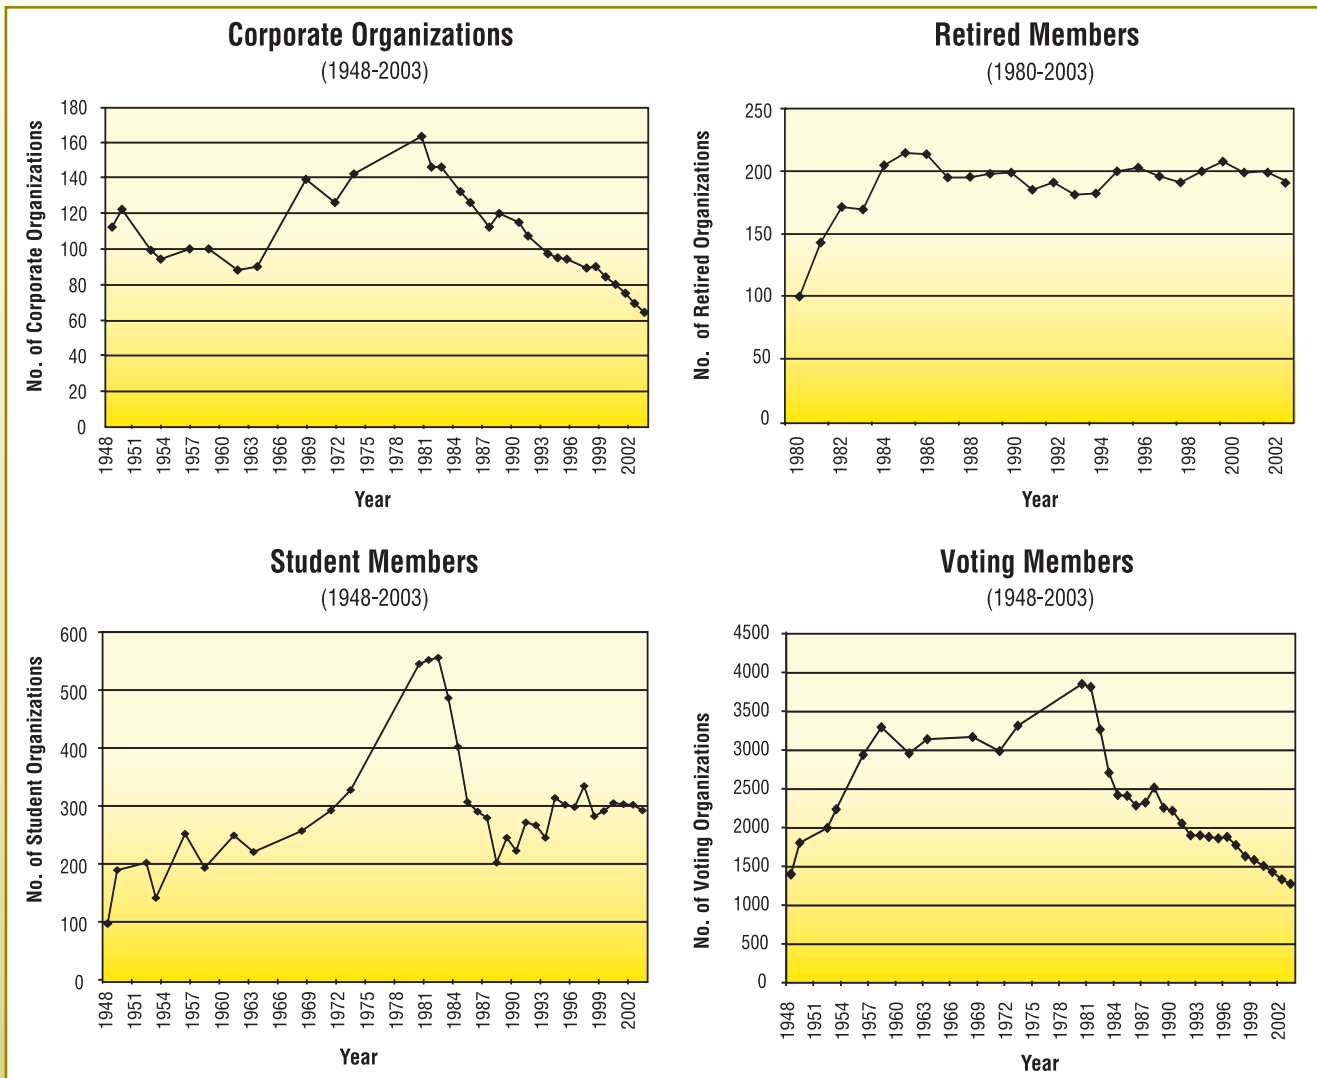 Corporate Organizations
(1948-2003)
No. of Corporate Organizations
180
160
140
120
100
80
60
40
20
0
1948 1951 1954 1957 1960 1963 1966 1969 1972 1975 1978 1981 1984 1987 1990 1993 1996 1999 2002
Year
Retired Members
(1980-2003)
No. of Retired Organizations
250
200
150
100
50
0
1980 1982 1984 1986 1988 1990 1992 1994 1996 1998 2000 2002
Year
Student Members
(1948-2003)
No. of Student Organizations
600
500
400
300
200
100
0
1948 1951 1954 1957 1960 1963 1966 1969 1972 1975 1978 1981 1984 1987 1990 1993 1996 1999 2002
Year
Voting Members
(1948-2003)
No. of Voting Organizations
4500
4000
3500
3000
2500
2000
1500
1000
500
0
1948 1951 1954 1957 1960 1963 1966 1969 1972 1975 1978 1981 1984 1987 1990 1993 1996 1999 2002
Year